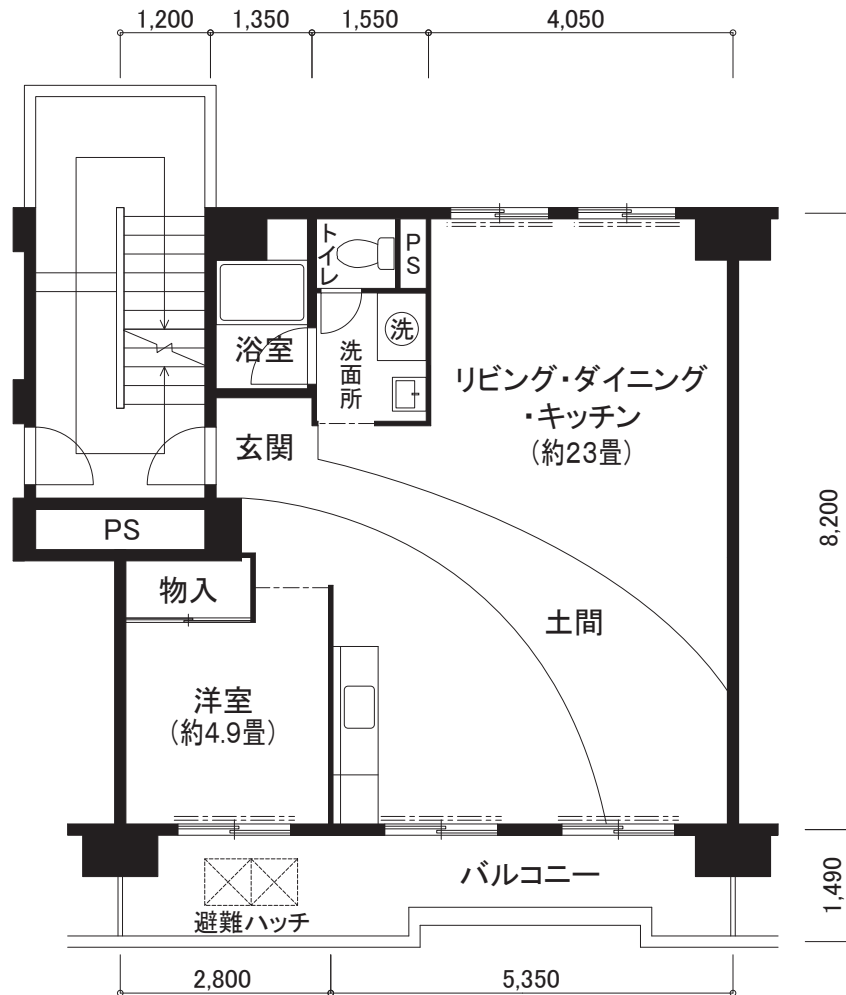 1,200
1,350
1,550
4,050
トイレ
PS
洗
浴室
洗面所
リビング・ダイニング
・キッチン
（約23畳）
玄関
8,200
PS
物入
土間
洋室
（約4.9畳）
バルコニー
1,490
避難ハッチ
2,800
5,350